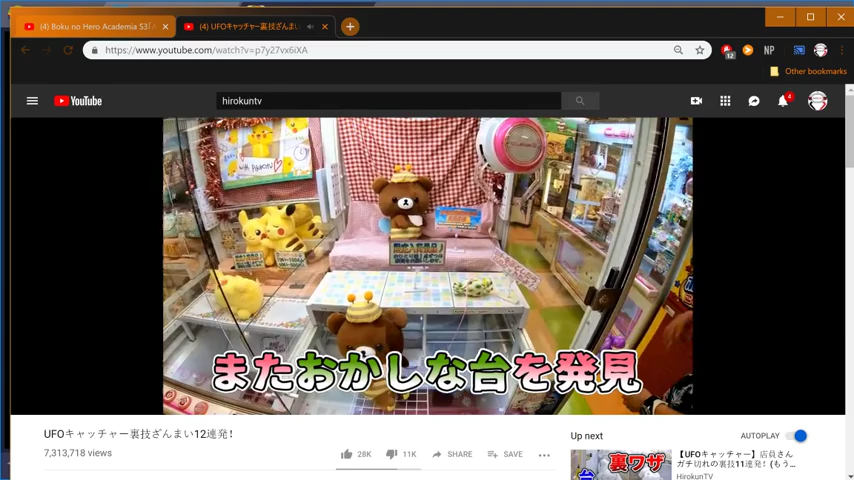 (4) Boku no Hero Academia S3「
(4) UFOキャッチャー裏技ざんまい
https://www.youtube.com/watch?v=p7y27vx6iXA
12
NP
Other bookmarks
YouTube
hirokuntv
4
またおかしな台を発見
UFOキャッチャー裏技ざんまい12連発！
7,313,718 views
28K
11K
SHARE
SAVE
Up next
AUTOPLAY
裏ワザ
台
【UFOキャッチャー】店員さん
ガチ切れの裏技11連発！(もう...
HirokunTV